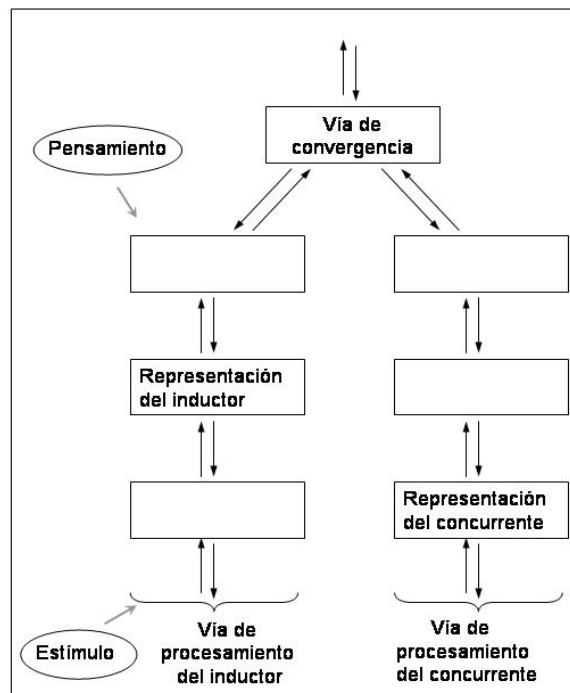 Vía de
convergencia
Pensamiento
Representación
del inductor
Representación
del concurrente
Estímulo
Vía de
procesamiento
del inductor
Vía de
procesamiento
del concurrente